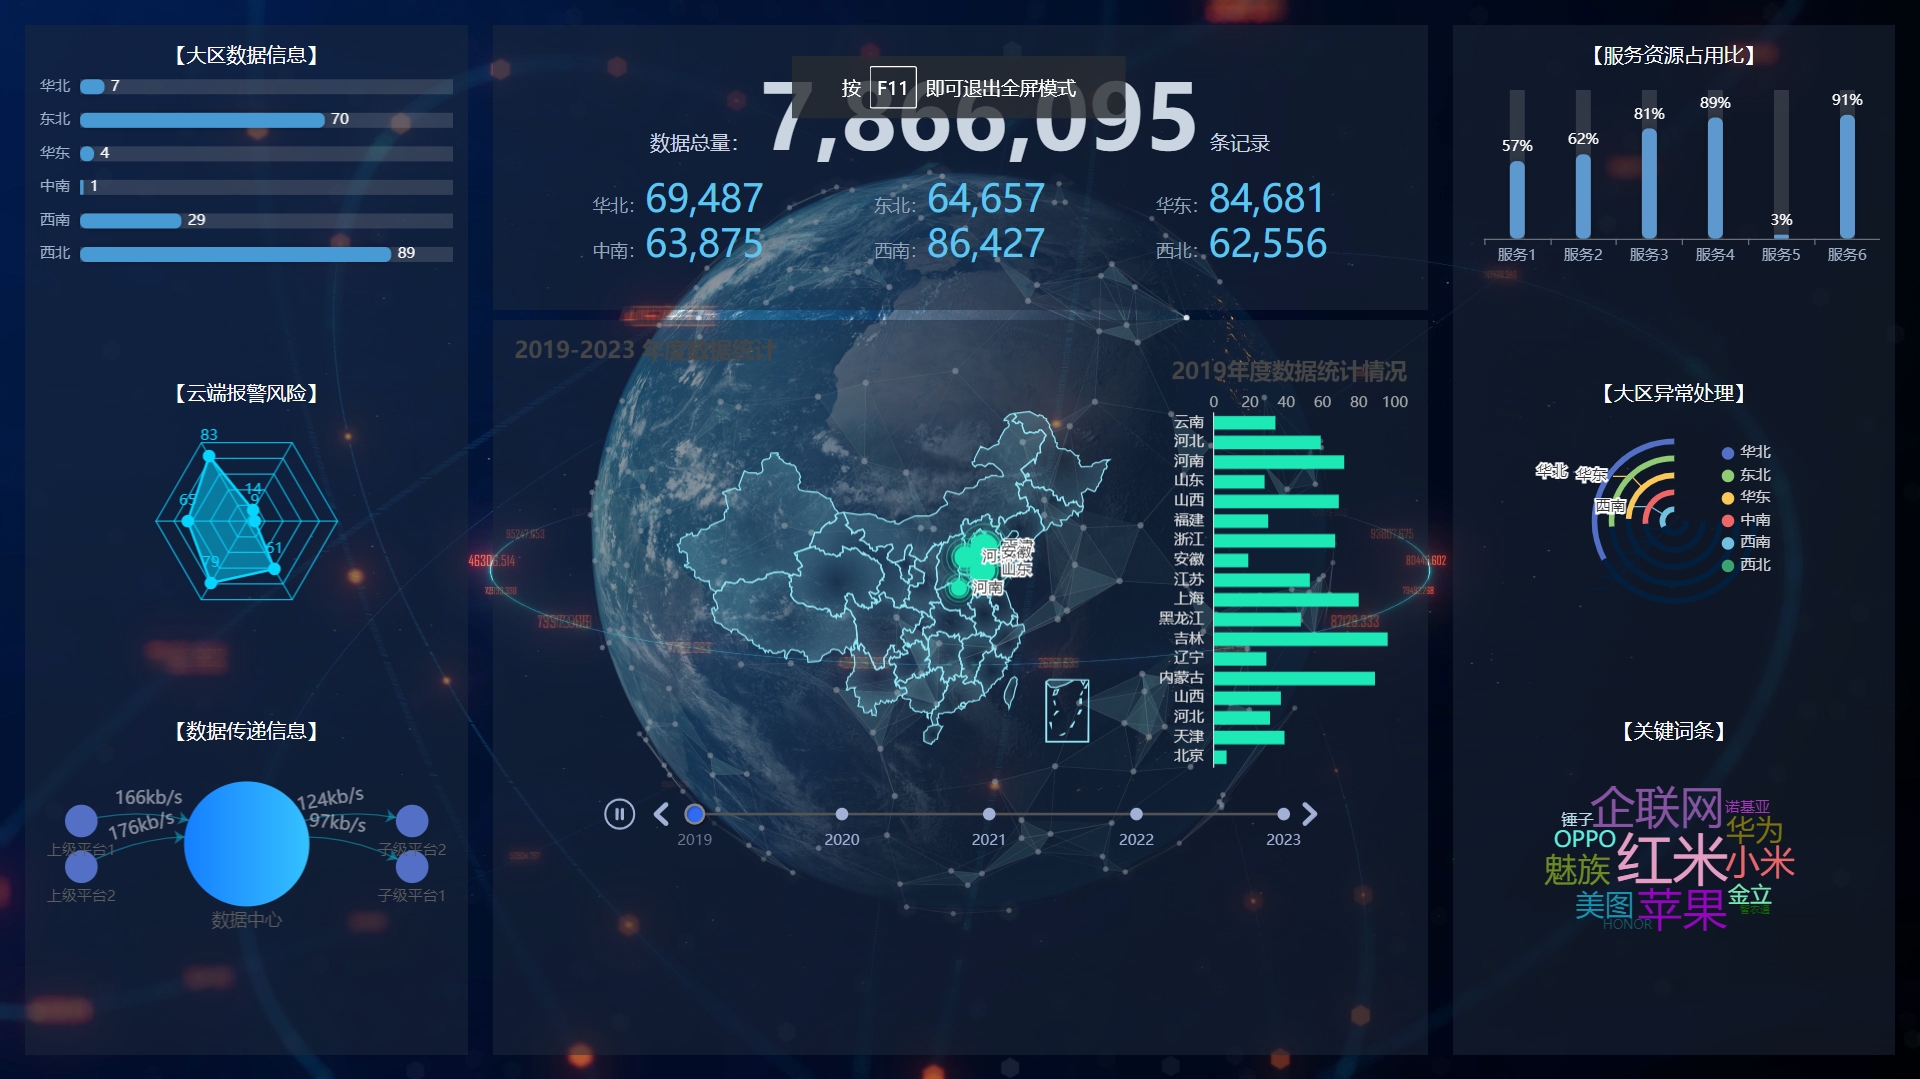 【大区数据信息】
华北 7
东北 70
华东 4
中南 1
西南 29
西北 89
【云端报警风险】
83
65
14
9
79
51
【数据传递信息】
166kb/s
176kb/s
124kb/s
97kb/s
上级平台1
上级平台2
数据中心
子级平台2
子级平台1
按 F11 即可退出全屏模式
数据总量: 7,866,095 条记录
华北: 69,487 东北: 64,657 华东: 84,681
中南: 63,875 西南: 86,427 西北: 62,556
2019-2023 年度数据统计
2019年度数据统计情况
0 20 40 60 80 100
云南
河北
河南
山东
山西
福建
浙江
安徽
江苏
上海
黑龙江
吉林
辽宁
内蒙古
山西
河北
天津
北京
安徽
山东
河南
2019 2020 2021 2022 2023
【服务资源占用比】
57% 62% 81% 89% 3% 91%
服务1 服务2 服务3 服务4 服务5 服务6
【大区异常处理】
华北 华东
西南
华北
东北
华东
中南
西南
西北
【关键词条】
企联网 诺基亚
锤子 华为
OPPO 红米 小米
魅族 金立
美图 苹果
HONOR